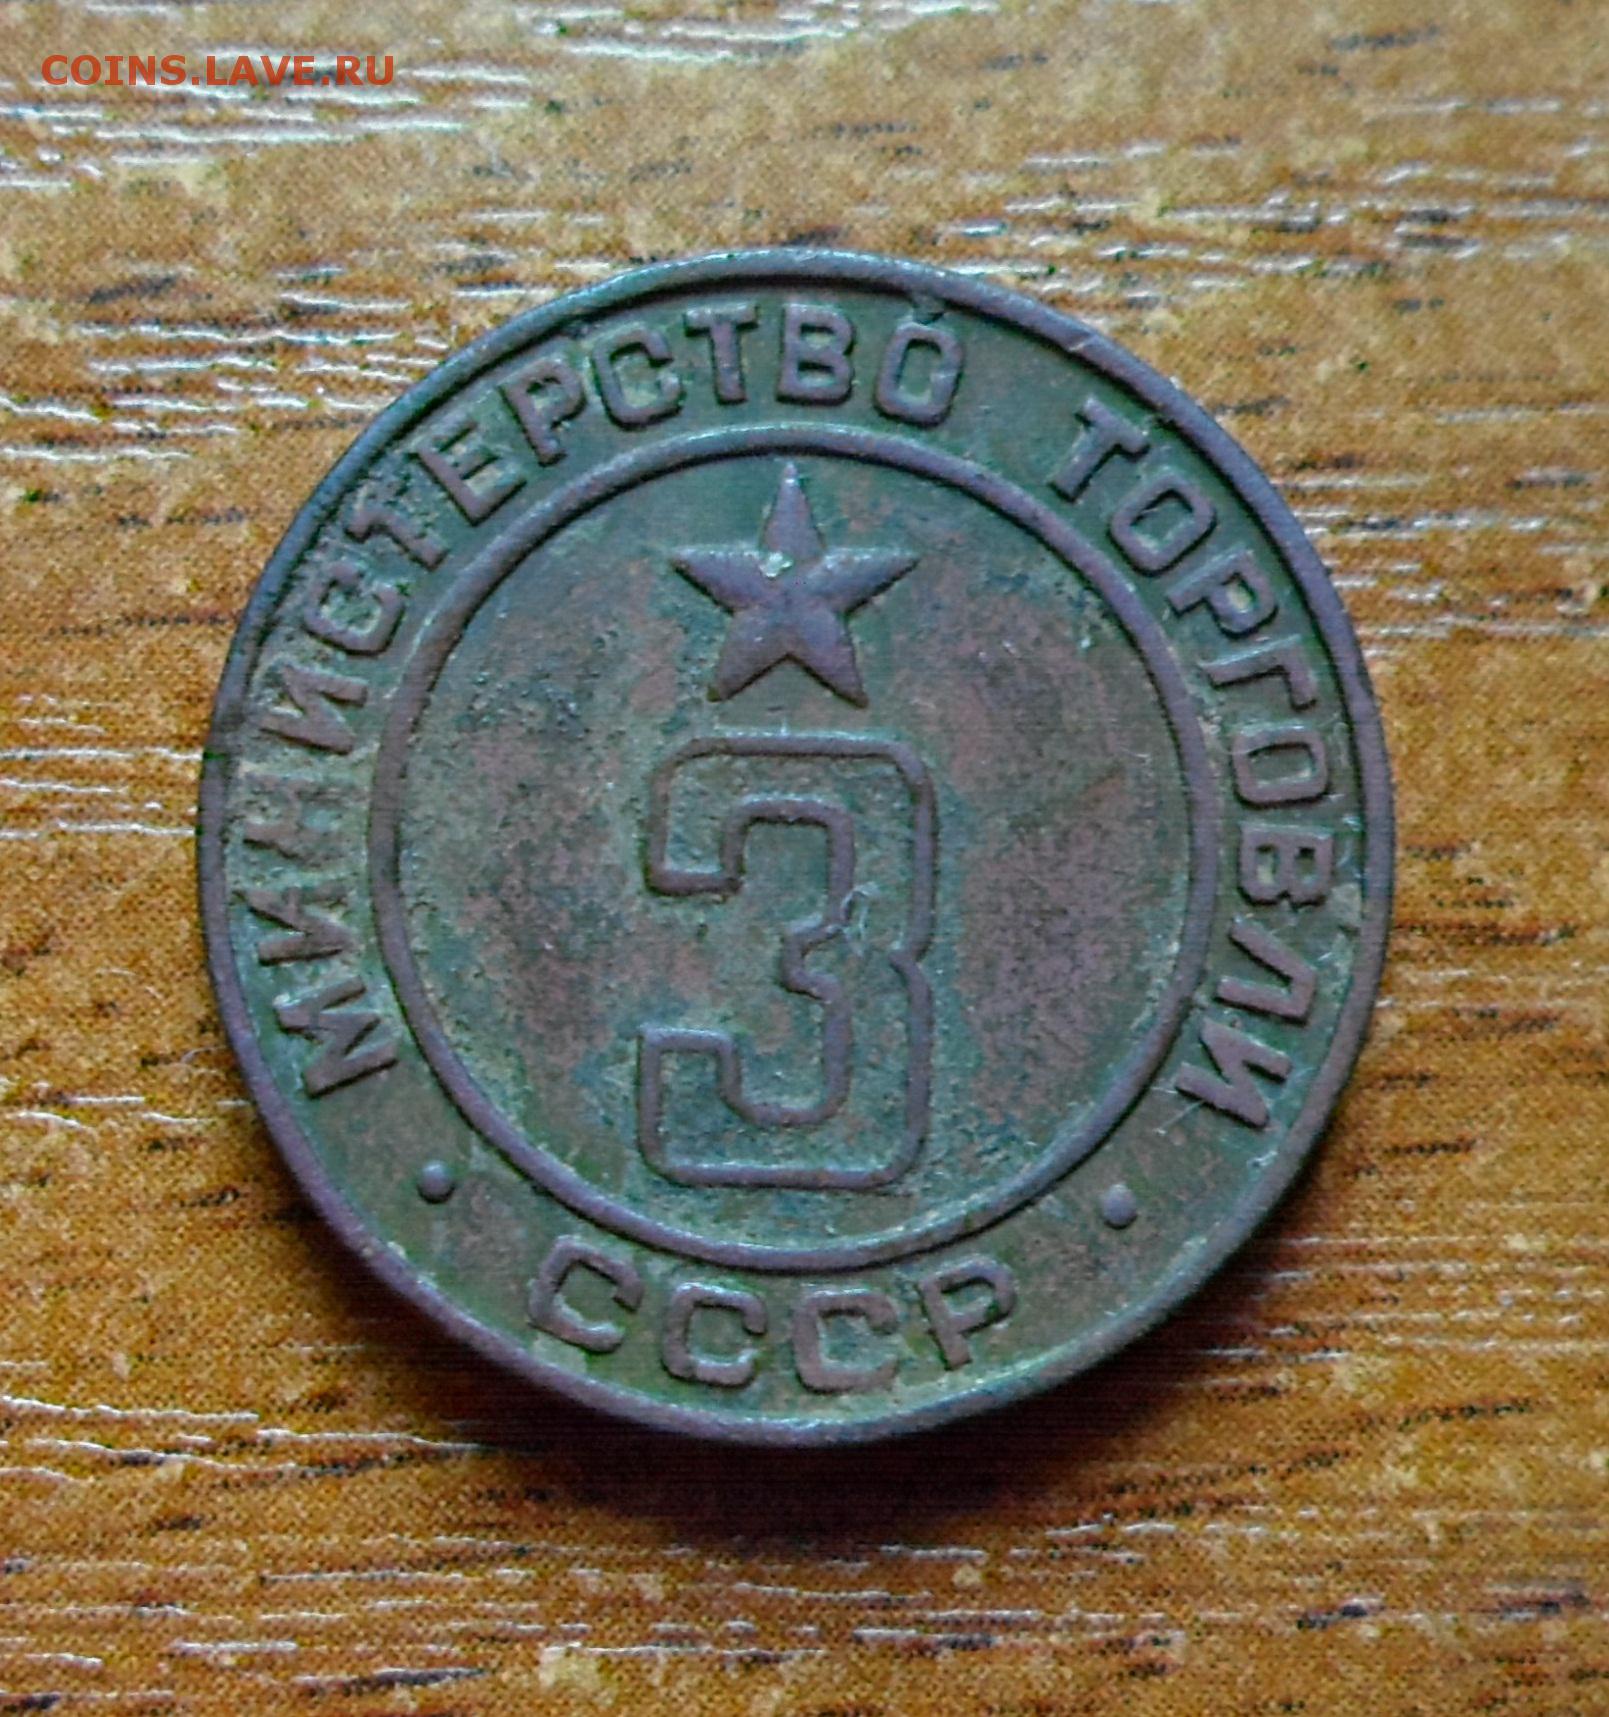 COINS.LAVE.RU
МИНИСТЕРСТВО ТОРГОВЛИ
3
· СССР ·